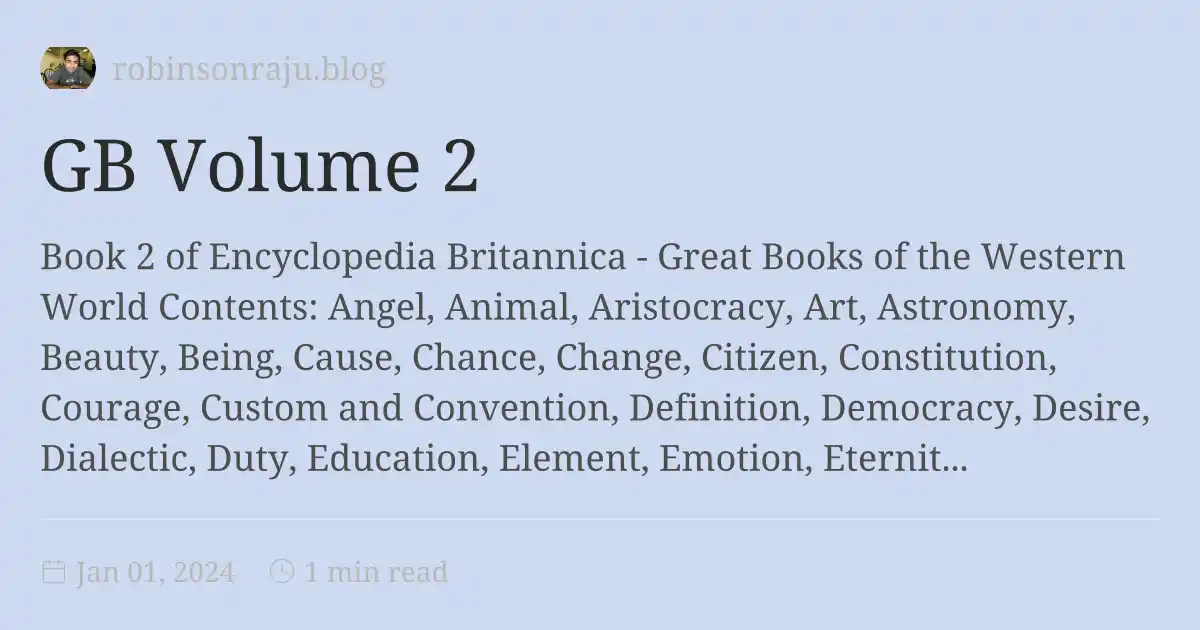 robinsonraju.blog
GB Volume 2
Book 2 of Encyclopedia Britannica - Great Books of the Western
World Contents: Angel, Animal, Aristocracy, Art, Astronomy,
Beauty, Being, Cause, Chance, Change, Citizen, Constitution,
Courage, Custom and Convention, Definition, Democracy, Desire,
Dialectic, Duty, Education, Element, Emotion, Eternit...
Jan 01, 2024 1 min read